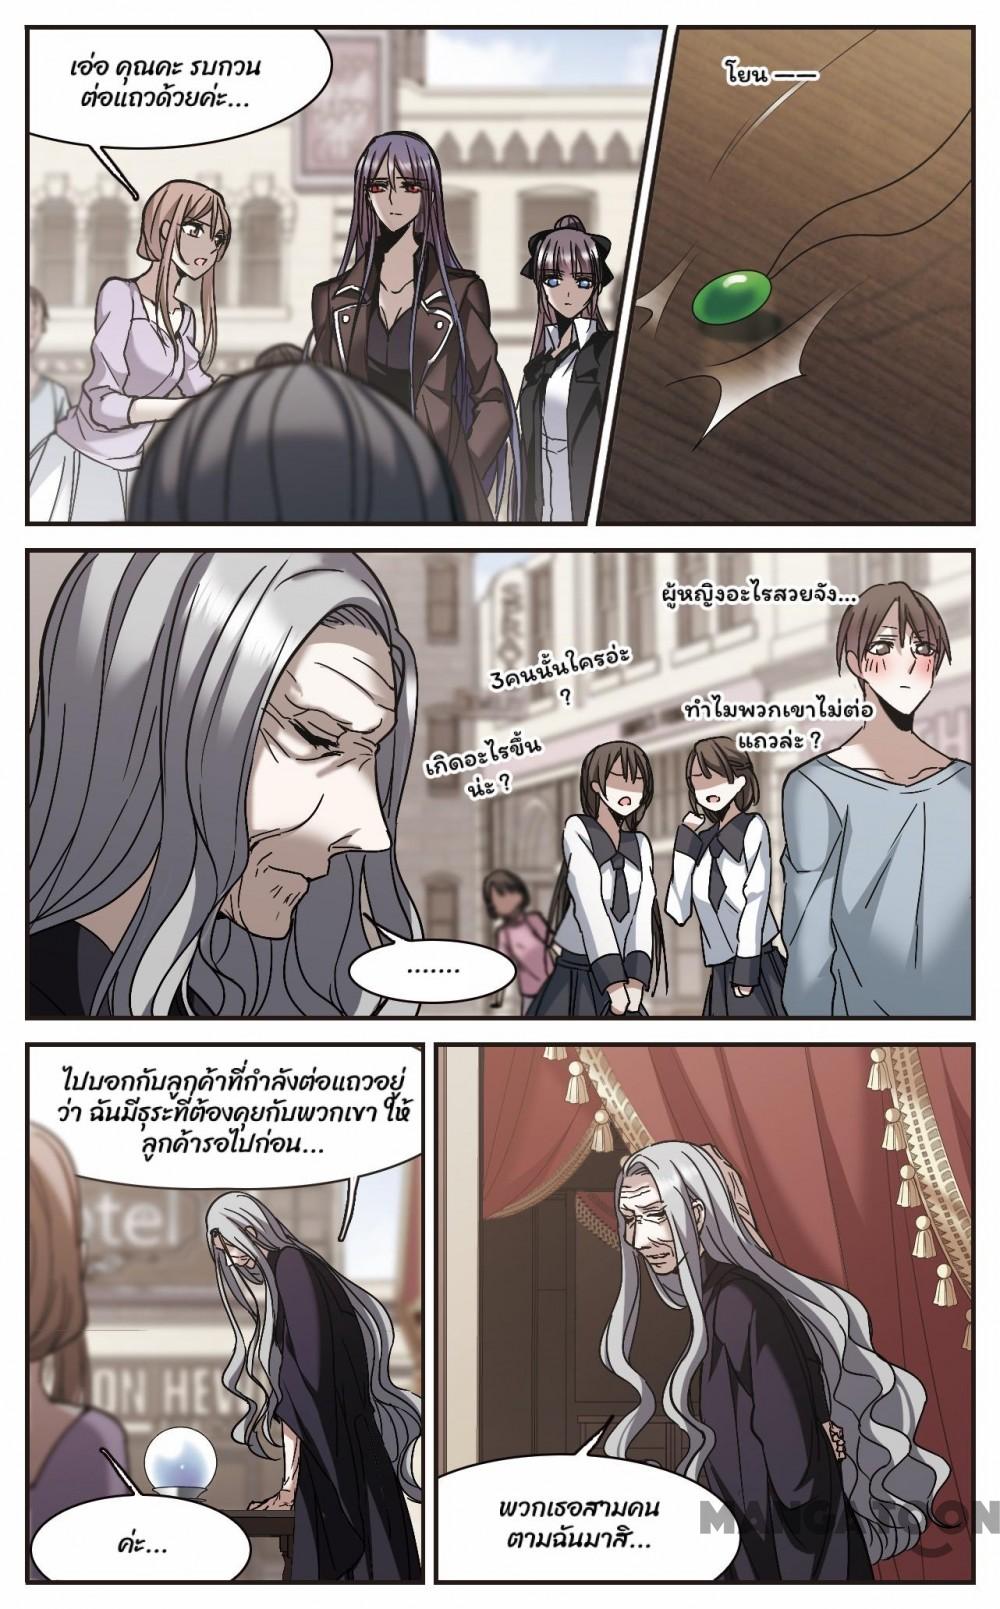 เอ่อ คุณคะ รบกวน
ต่อแถวด้วยค่ะ...
โยน ——
ผู้หญิงอะไรสวยจัง...
3คนนั้นใครอ่ะ
?
ทำไมพวกเขาไม่ต่อ
แถวล่ะ ?
เกิดอะไรขึ้น
น่ะ ?
.......
ไปบอกกับลูกค้าที่กำลังต่อแถวอยู่
ว่า ฉันมีธุระที่ต้องคุยกับพวกเขา ให้
ลูกค้ารอไปก่อน...
otel
ON HEV
ค่ะ...
พวกเธอสามคน
ตามฉันมาสิ...
MANGATOON